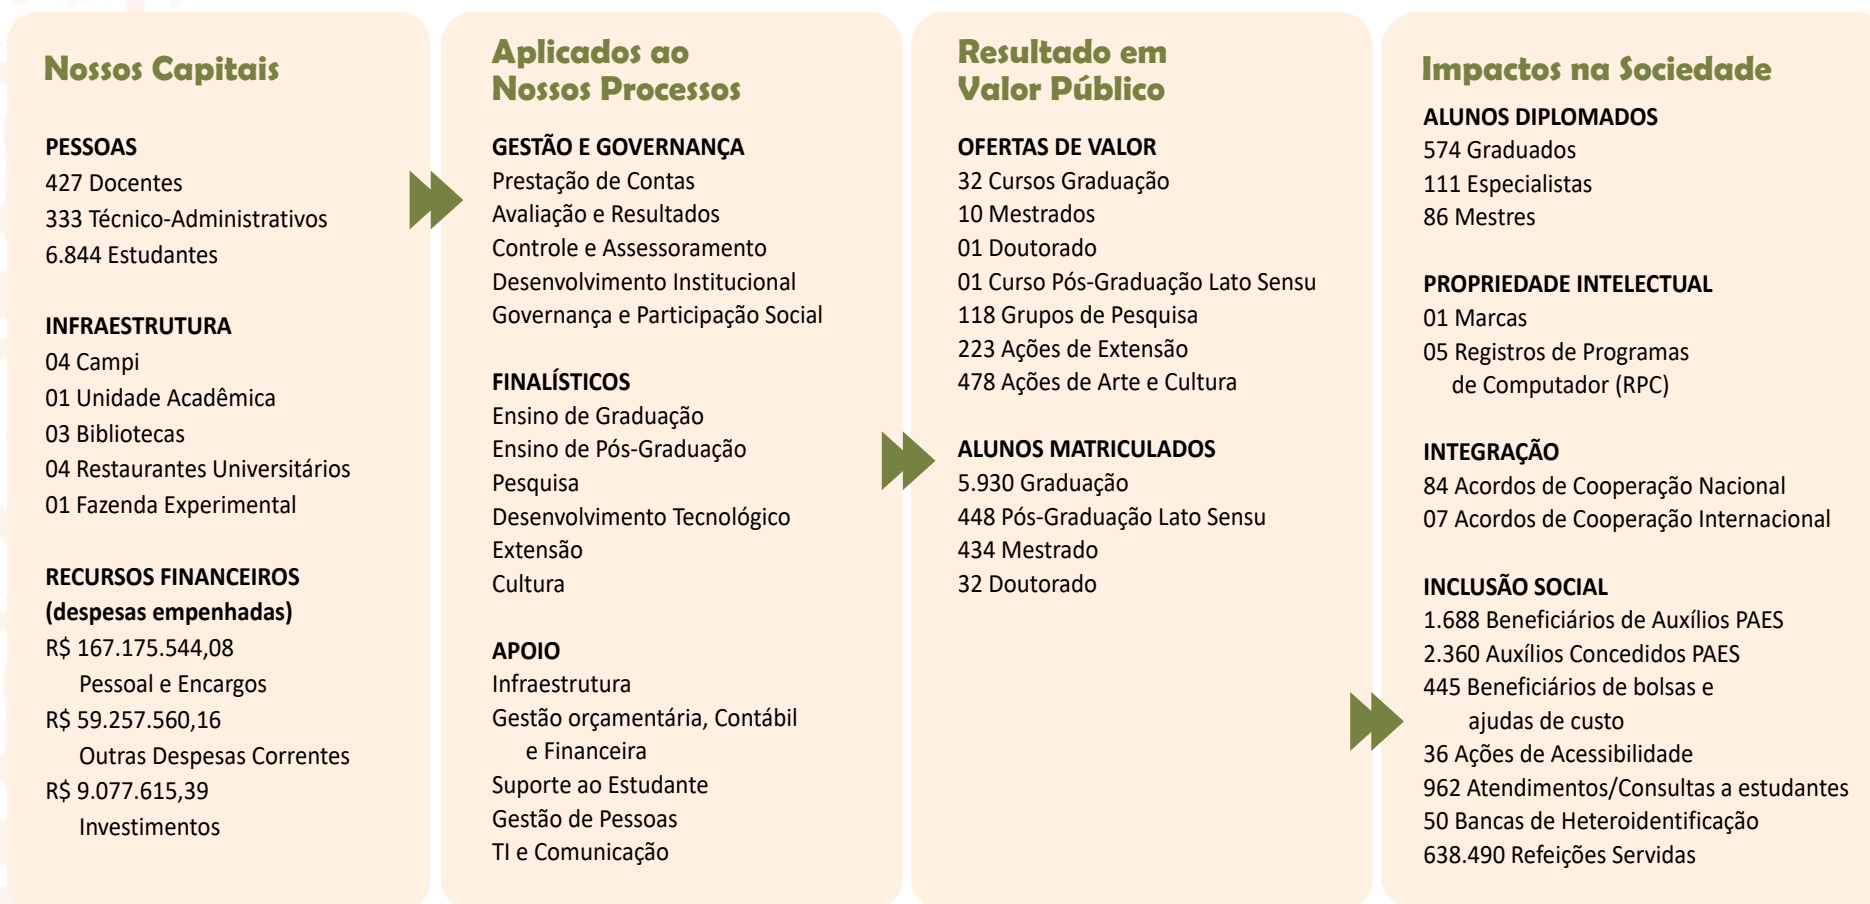 Nossos Capitais
PESSOAS
427 Docentes
333 Técnico-Administrativos
6.844 Estudantes
INFRAESTRUTURA
04 Campi
01 Unidade Acadêmica
03 Bibliotecas
04 Restaurantes Universitários
01 Fazenda Experimental
RECURSOS FINANCEIROS
(despesas empenhadas)
R$ 167.175.544,08
Pessoal e Encargos
R$ 59.257.560,16
Outras Despesas Correntes
R$ 9.077.615,39
Investimentos
Aplicados ao
Nossos Processos
GESTÃO E GOVERNANÇA
Prestação de Contas
Avaliação e Resultados
Controle e Assessoramento
Desenvolvimento Institucional
Governança e Participação Social
FINALÍSTICOS
Ensino de Graduação
Ensino de Pós-Graduação
Pesquisa
Desenvolvimento Tecnológico
Extensão
Cultura
APOIO
Infraestrutura
Gestão orçamentária, Contábil
e Financeira
Suporte ao Estudante
Gestão de Pessoas
TI e Comunicação
Resultado em
Valor Público
OFERTAS DE VALOR
32 Cursos Graduação
10 Mestrados
01 Doutorado
01 Curso Pós-Graduação Lato Sensu
118 Grupos de Pesquisa
223 Ações de Extensão
478 Ações de Arte e Cultura
ALUNOS MATRICULADOS
5.930 Graduação
448 Pós-Graduação Lato Sensu
434 Mestrado
32 Doutorado
Impactos na Sociedade
ALUNOS DIPLOMADOS
574 Graduados
111 Especialistas
86 Mestres
PROPRIEDADE INTELECTUAL
01 Marcas
05 Registros de Programas
de Computador (RPC)
INTEGRAÇÃO
84 Acordos de Cooperação Nacional
07 Acordos de Cooperação Internacional
INCLUSÃO SOCIAL
1.688 Beneficiários de Auxílios PAES
2.360 Auxílios Concedidos PAES
445 Beneficiários de bolsas e
ajudas de custo
36 Ações de Acessibilidade
962 Atendimentos/Consultas a estudantes
50 Bancas de Heteroidentificação
638.490 Refeições Servidas